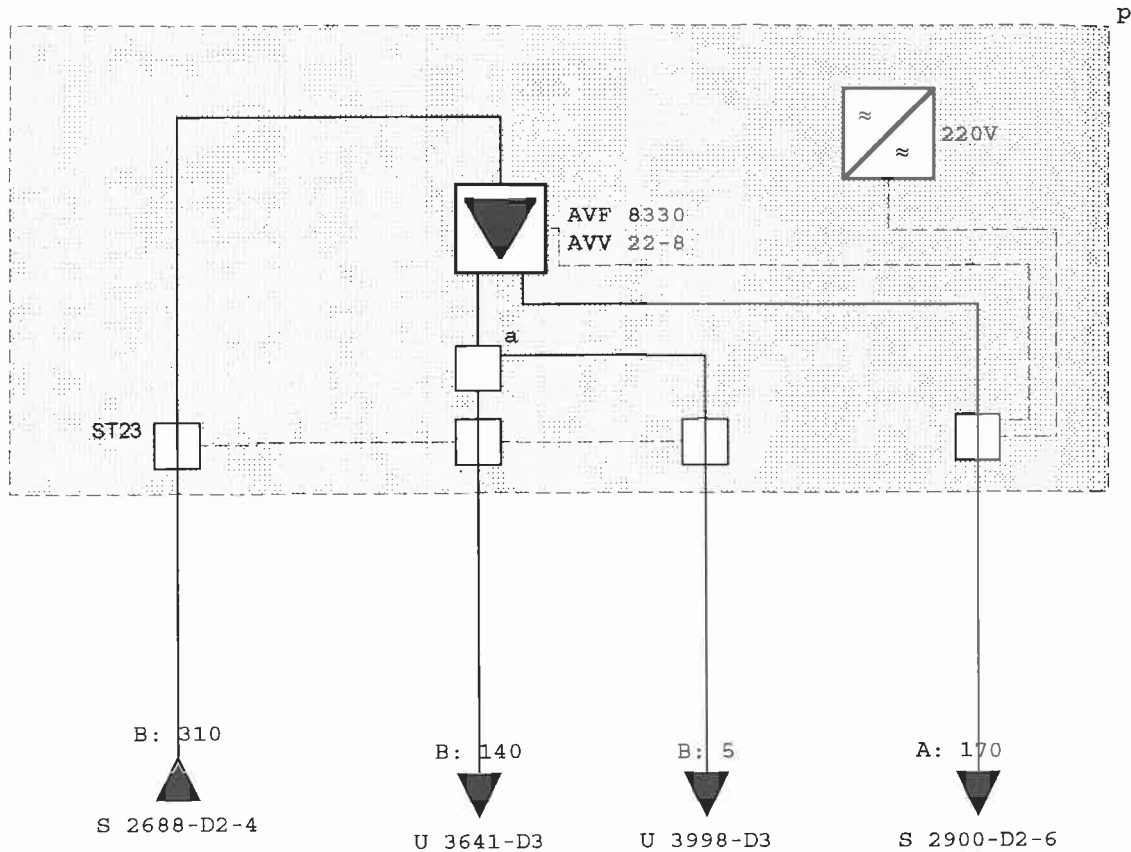 p
≈
≈
220V
AVF 8330
AVV 22-8
a
ST23
B: 310
B: 140
B: 5
A: 170
S 2688-D2-4
U 3641-D3
U 3998-D3
S 2900-D2-6